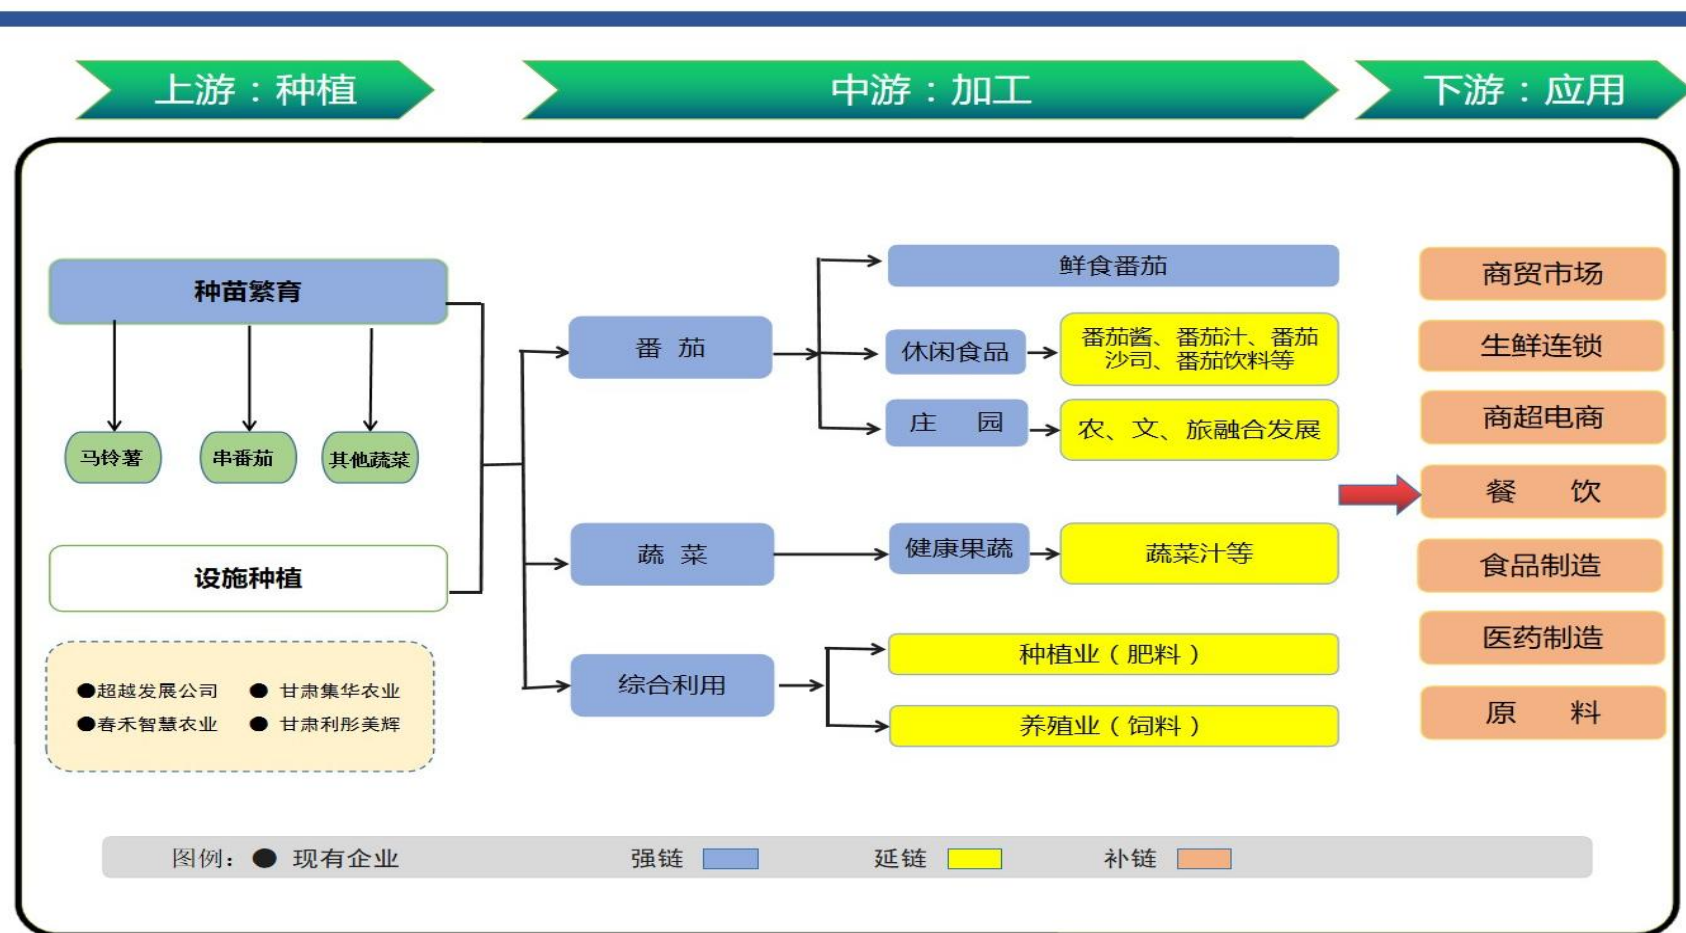 上游：种植
中游：加工
下游：应用
种苗繁育
马铃薯
串番茄
其他蔬菜
设施种植
●超越发展公司 ● 甘肃集华农业
●春禾智慧农业 ● 甘肃利彤美辉
番 茄
鲜食番茄
休闲食品
番茄酱、番茄汁、番茄
沙司、番茄饮料等
庄 园
农、文、旅融合发展
蔬 菜
健康果蔬
蔬菜汁等
综合利用
种植业（肥料）
养殖业（饲料）
商贸市场
生鲜连锁
商超电商
餐 饮
食品制造
医药制造
原 料
图例：● 现有企业 强链 延链 补链